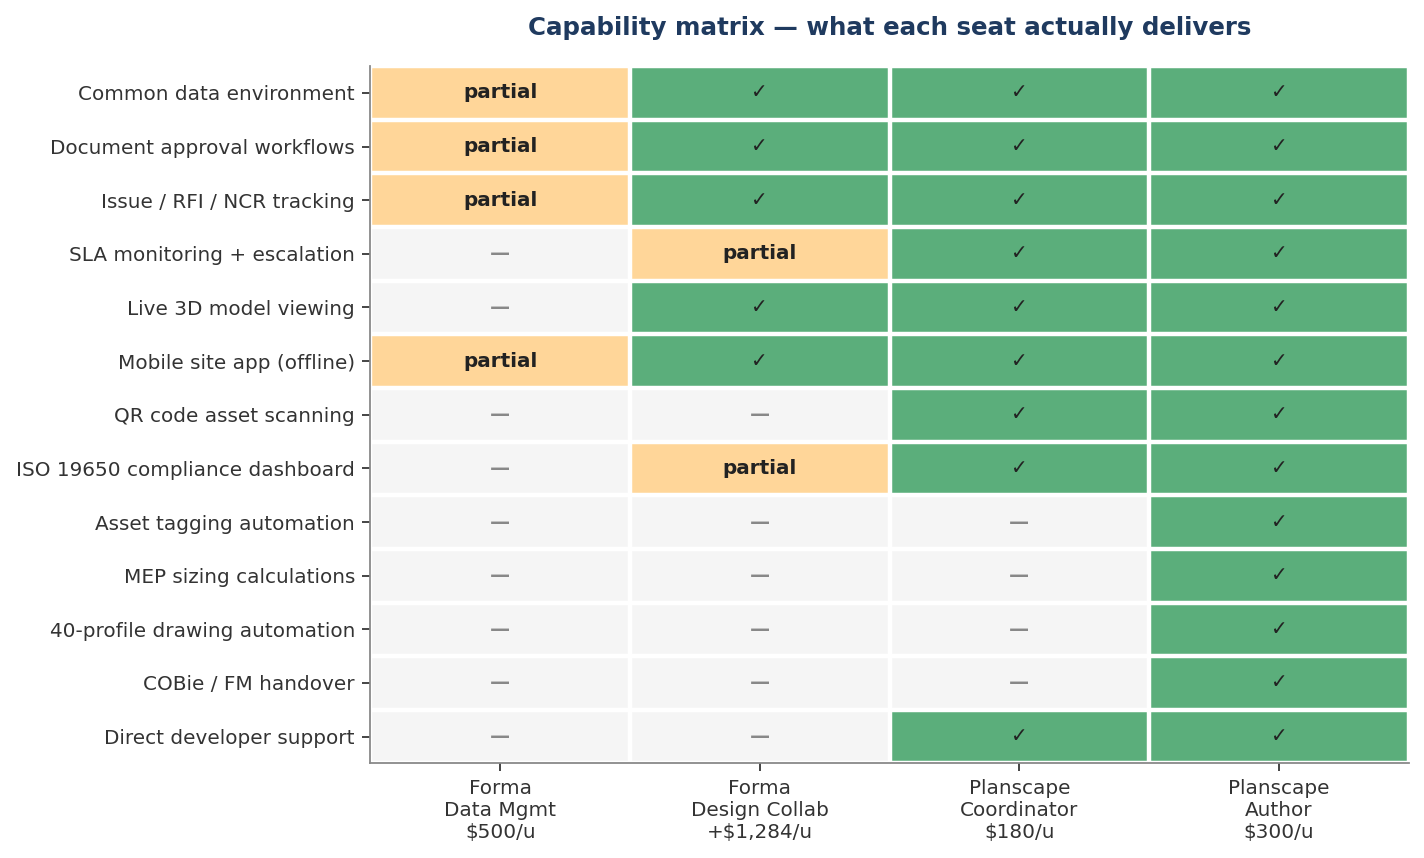 Capability matrix — what each seat actually delivers
Common data environment partial ✓ ✓ ✓
Document approval workflows partial ✓ ✓ ✓
Issue / RFI / NCR tracking partial ✓ ✓ ✓
SLA monitoring + escalation — partial ✓ ✓
Live 3D model viewing — ✓ ✓ ✓
Mobile site app (offline) partial ✓ ✓ ✓
QR code asset scanning — — ✓ ✓
ISO 19650 compliance dashboard — partial ✓ ✓
Asset tagging automation — — — ✓
MEP sizing calculations — — — ✓
40-profile drawing automation — — — ✓
COBie / FM handover — — — ✓
Direct developer support — — ✓ ✓
Forma Forma Planscape Planscape
Data Mgmt Design Collab Coordinator Author
$500/u +$1,284/u $180/u $300/u